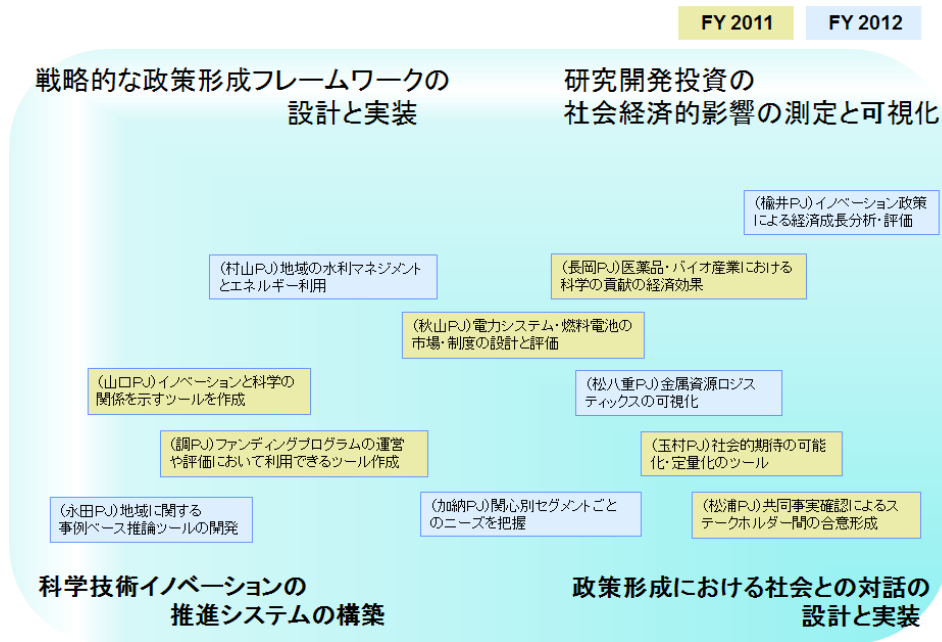 FY 2011
FY 2012
戦略的な政策形成フレームワークの
設計と実装
研究開発投資の
社会経済的影響の測定と可視化
（楡井PJ）イノベーション政策
による経済成長分析・評価
（村山PJ）地域の水利マネジメント
とエネルギー利用
（長岡PJ）医薬品・バイオ産業における
科学の貢献の経済効果
（秋山PJ）電力システム・燃料電池の
市場・制度の設計と評価
（山口PJ）イノベーションと科学の
関係を示すツールを作成
（松八重PJ）金属資源ロジス
ティックスの可視化
（調PJ）ファンディングプログラムの運営
や評価において利用できるツール作成
（玉村PJ）社会的期待の可能
化・定量化のツール
（永田PJ）地域に関する
事例ベース推論ツールの開発
（加納PJ）関心別セグメントごと
のニーズを把握
（松浦PJ）共同事実確認によるス
テークホルダー間の合意形成
科学技術イノベーションの
推進システムの構築
政策形成における社会との対話の
設計と実装